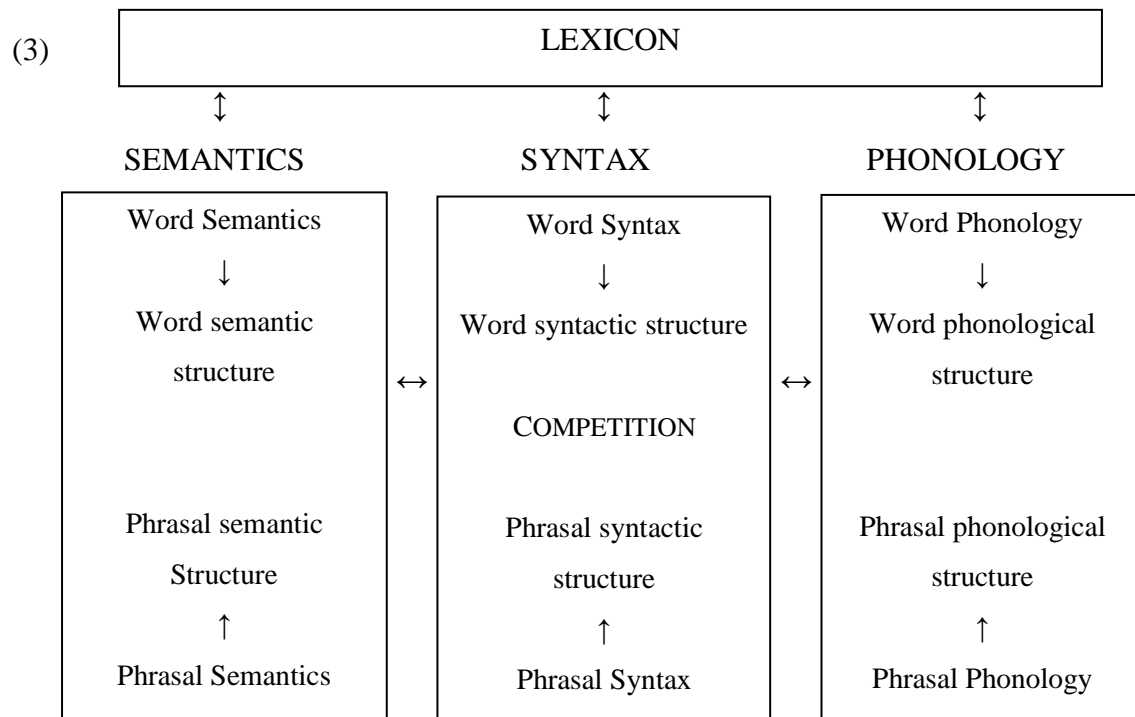 (3)
LEXICON
↕ ↕ ↕
SEMANTICS SYNTAX PHONOLOGY
Word Semantics
↓
Word semantic
structure
Phrasal semantic
Structure
↑
Phrasal Semantics
↔
Word Syntax
↓
Word syntactic structure
COMPETITION
Phrasal syntactic
structure
↑
Phrasal Syntax
↔
Word Phonology
↓
Word phonological
structure
Phrasal phonological
structure
↑
Phrasal Phonology